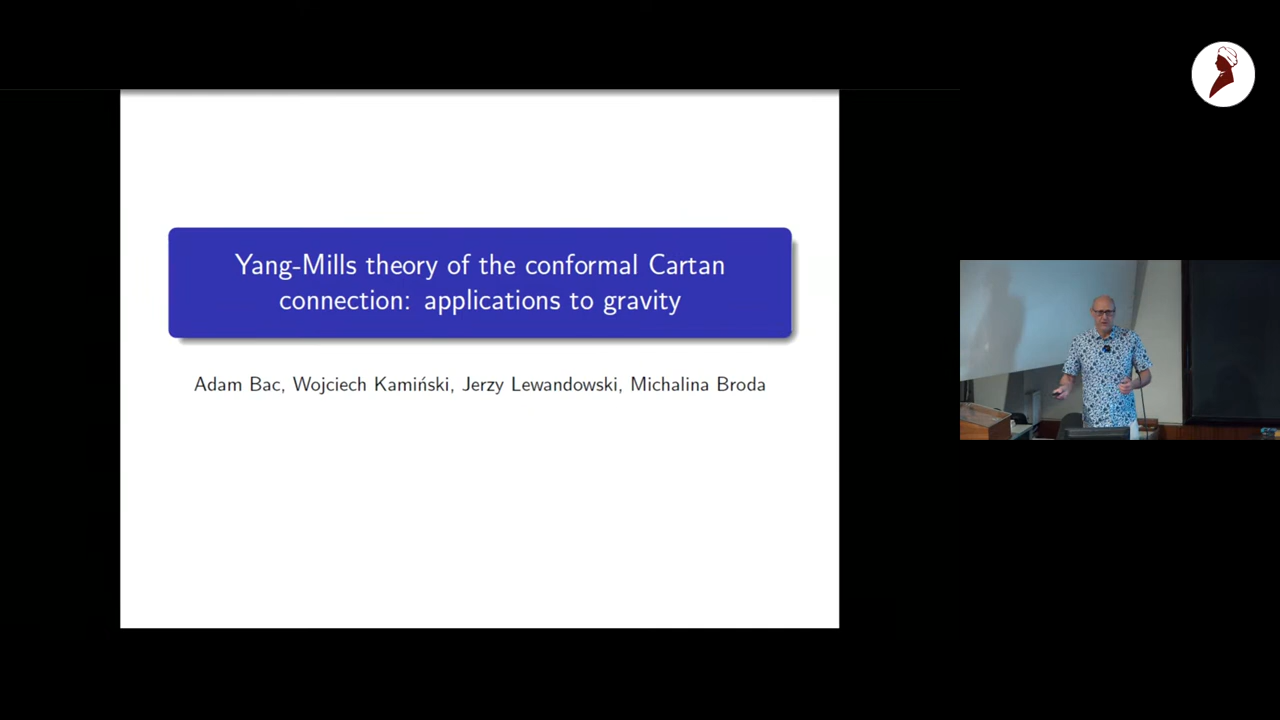 Yang-Mills theory of the conformal Cartan
connection: applications to gravity
Adam Bac, Wojciech Kamiński, Jerzy Lewandowski, Michalina Broda